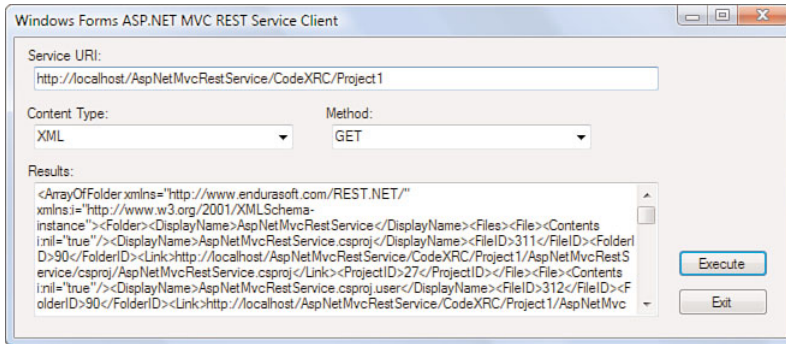 Windows Forms ASP.NET MVC REST Service Client
Service URI:
http://localhost/AspNetMvcRestService/CodeXRC/Project1
Content Type:
Method:
XML
GET
Results:
<ArrayOfFolder xmlns="http://www.endurasoft.com/REST.NET/"
xmlns:i="http://www.w3.org/2001/XMLSchema-
instance"><Folder><DisplayName>AspNetMvcRestService</DisplayName><Files><File><Contents
i:nil="true"/><DisplayName>AspNetMvcRestService.csproj</DisplayName><FileID>311</FileID><FolderI
D>90</FolderID><Link>http://localhost/AspNetMvcRestService/CodeXRC/Project1/AspNetMvcRestS
ervice/csproj/AspNetMvcRestService.csproj</Link><ProjectID>27</ProjectID></File><File><Contents
i:nil="true"/><DisplayName>AspNetMvcRestService.csproj.user</DisplayName><FileID>312</FileID><F
olderID>90</FolderID><Link>http://localhost/AspNetMvcRestService/CodeXRC/Project1/AspNetMvc
Execute
Exit